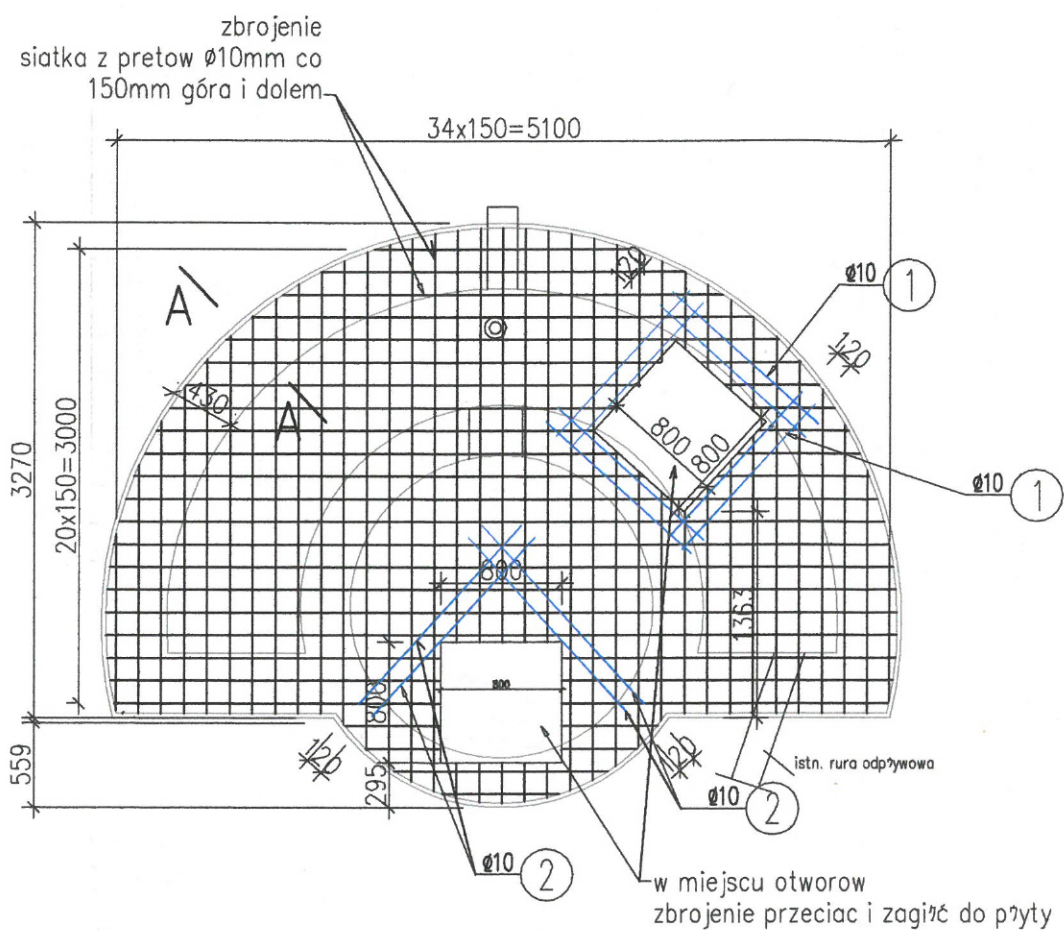 zbrojenie
siatka z pretow ø10mm co
150mm góra i dolem
34x150=5100
A
A
120
ø10 1
120
430
3270
20x150=3000
800
800
ø10 1
800
1363
800
800
559
120
295
120
istn. rura odpływowa
ø10 2
ø10 2
w miejscu otworow
zbrojenie przeciac i zagiąć do płyty